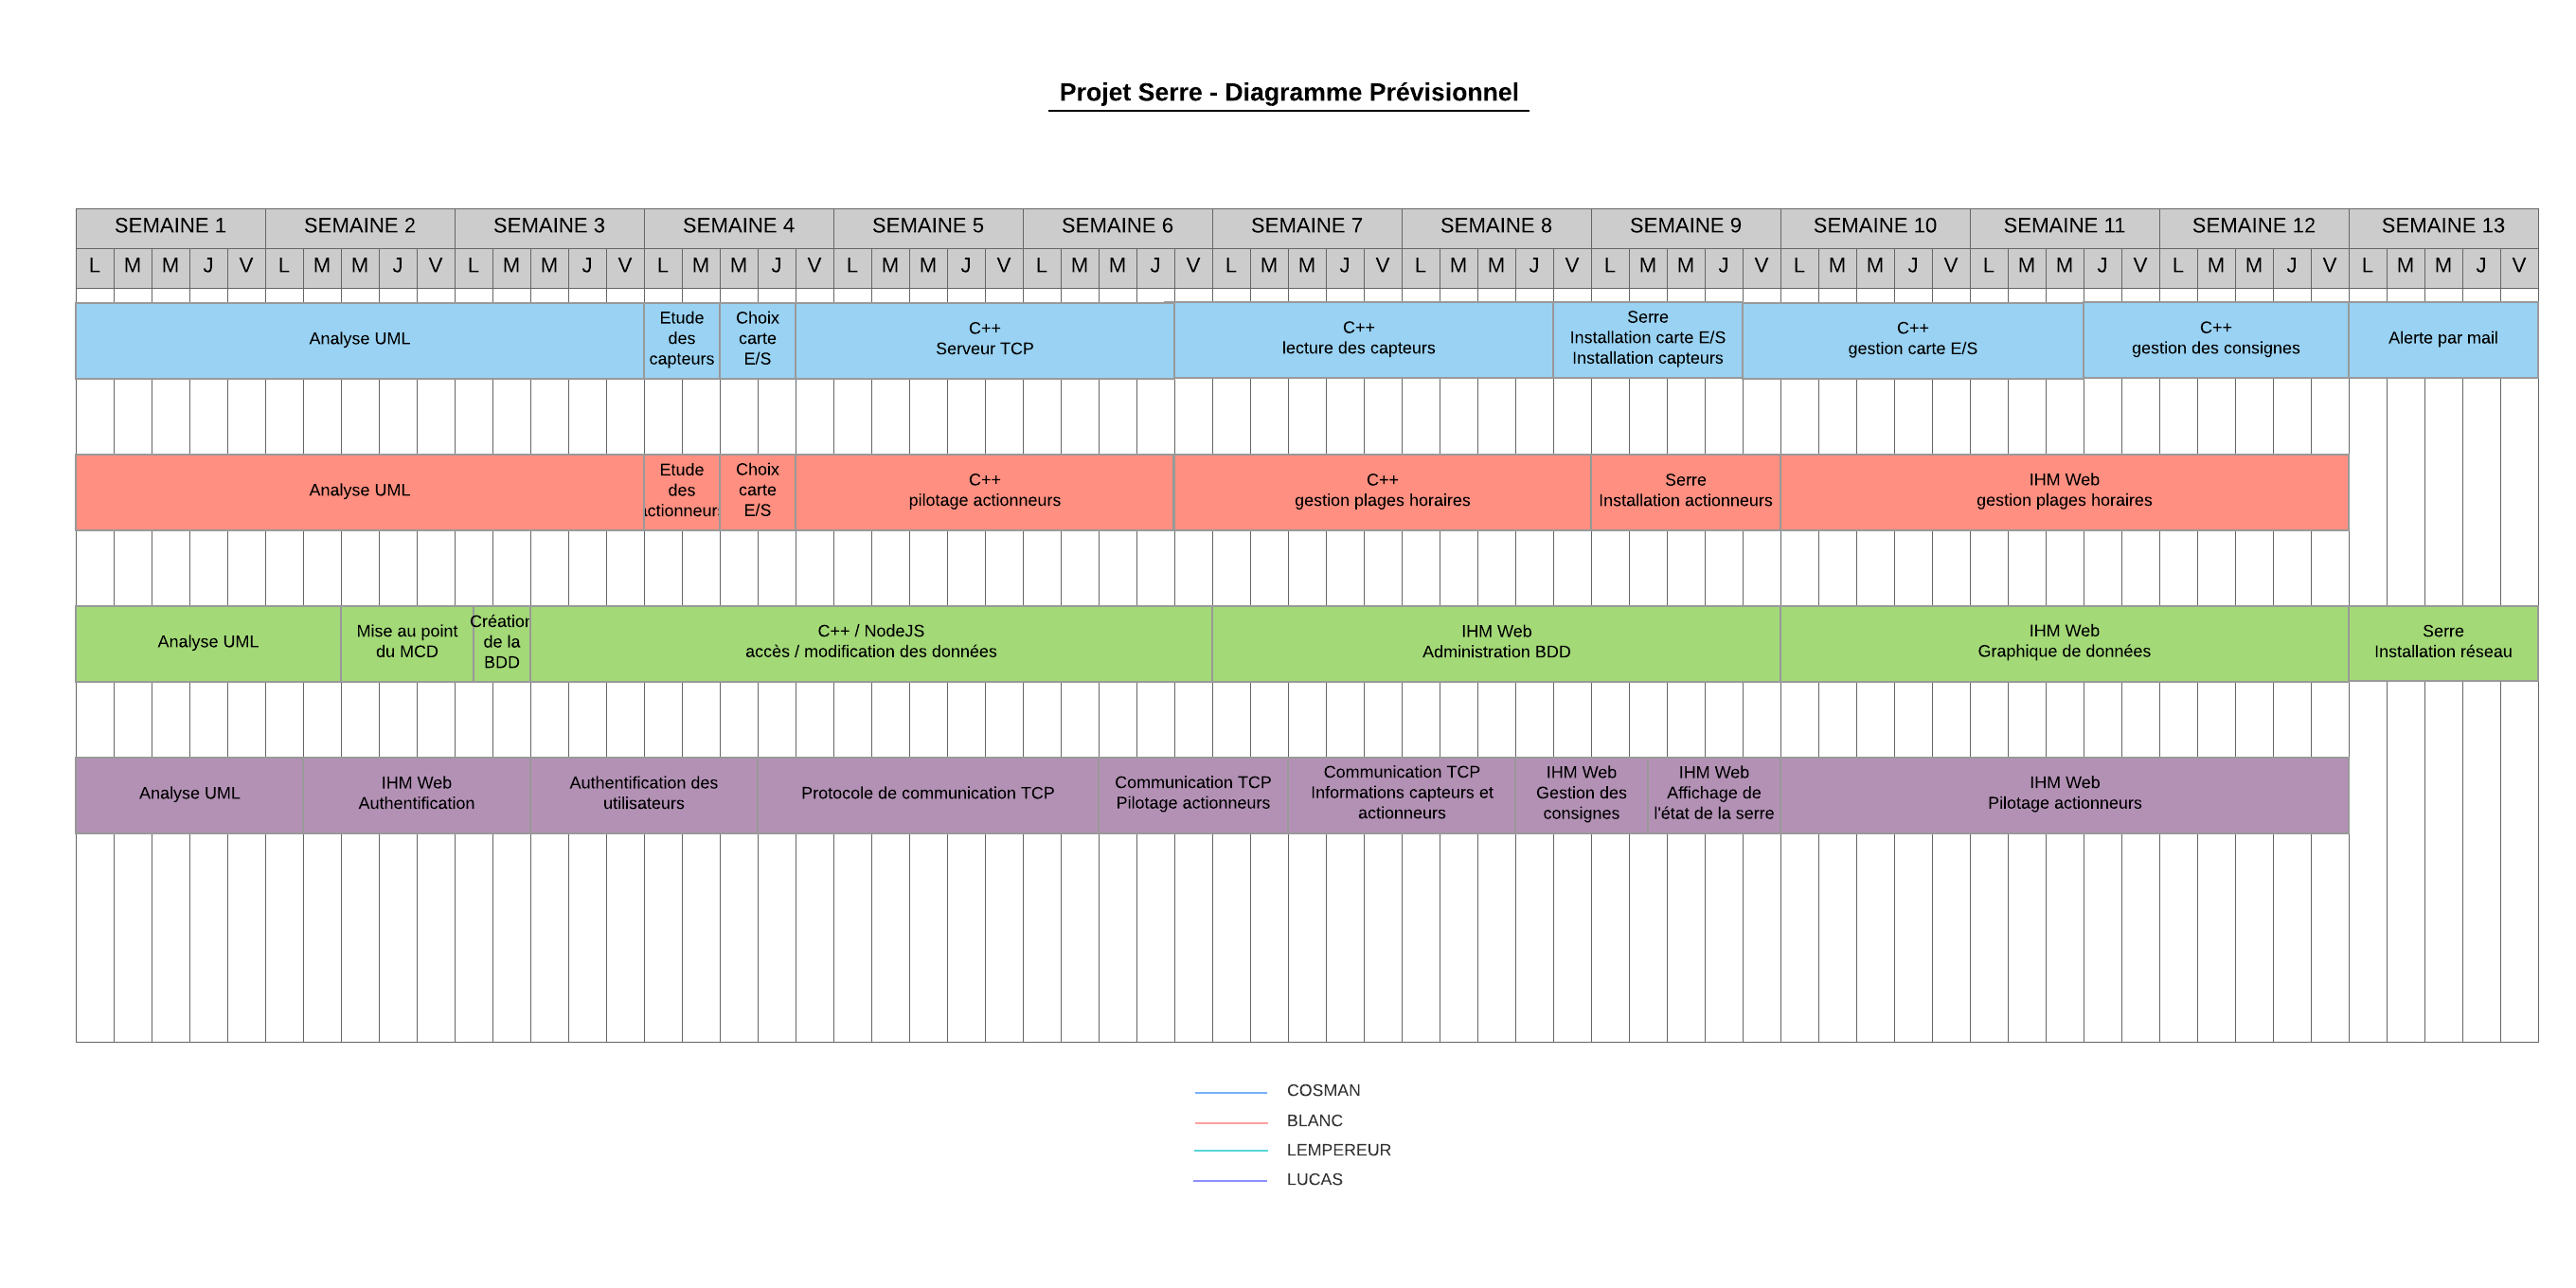 Projet Serre - Diagramme Prévisionnel
SEMAINE 1 SEMAINE 2 SEMAINE 3 SEMAINE 4 SEMAINE 5 SEMAINE 6 SEMAINE 7 SEMAINE 8 SEMAINE 9 SEMAINE 10 SEMAINE 11 SEMAINE 12 SEMAINE 13
L M M J V L M M J V L M M J V L M M J V L M M J V L M M J V L M M J V L M M J V L M M J V L M M J V L M M J V L M M J V L M M J V
Analyse UML
Etude
des
capteurs
Choix
carte
E/S
C++
Serveur TCP
C++
lecture des capteurs
Serre
Installation carte E/S
Installation capteurs
C++
gestion carte E/S
C++
gestion des consignes
Alerte par mail
Analyse UML
Etude
des
Choix
carte
E/S
C++
pilotage actionneurs
C++
gestion plages horaires
Serre
Installation actionneurs
IHM Web
gestion plages horaires
Analyse UML
Mise au point
du MCD
Création
de la
BDD
C++ / NodeJS
accès / modification des données
IHM Web
Administration BDD
IHM Web
Graphique de données
Serre
Installation réseau
Analyse UML
IHM Web
Authentification
Authentification des
utilisateurs
Protocole de communication TCP
Communication TCP
Pilotage actionneurs
Communication TCP
Informations capteurs et
actionneurs
IHM Web
Gestion des
consignes
IHM Web
Affichage de
l'état de la serre
IHM Web
Pilotage actionneurs
COSMAN
BLANC
LEMPEREUR
LUCAS